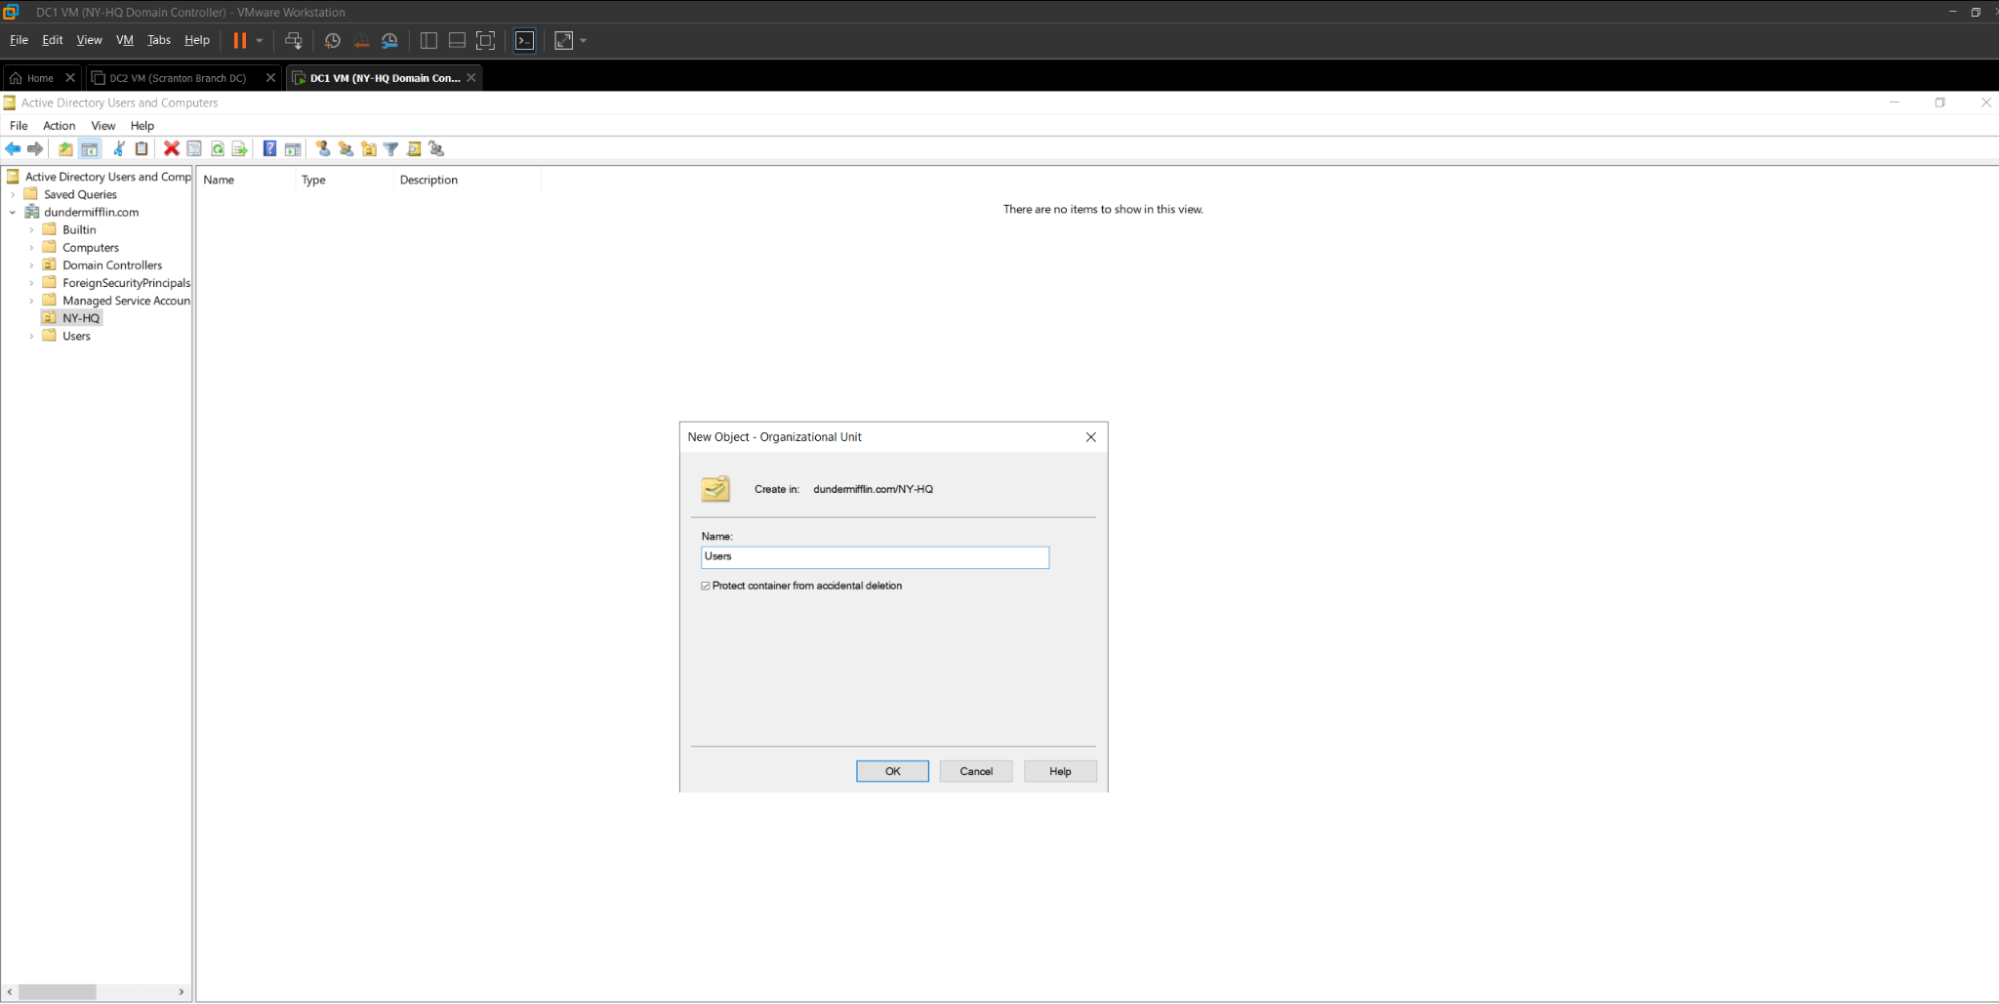 DC1 VM (NY-HQ Domain Controller) - VMware Workstation
File Edit View VM Tabs Help
Home DC2 VM (Scranton Branch DC) DC1 VM (NY-HQ Domain Con...
Active Directory Users and Computers
File Action View Help
Active Directory Users and Comp
Name Type Description
Saved Queries
There are no items to show in this view.
dundermifflin.com
Builtin
Computers
Domain Controllers
ForeignSecurityPrincipals
Managed Service Accoun
NY-HQ
Users
New Object - Organizational Unit
Create in: dundermifflin.com/NY-HQ
Name:
Users
Protect container from accidental deletion
OK Cancel Help